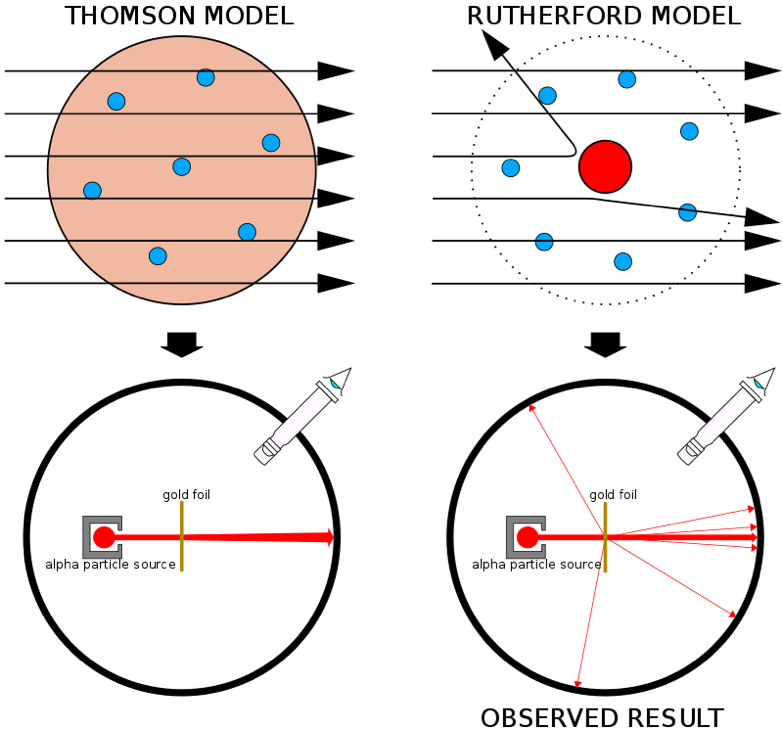 THOMSON MODEL
RUTHERFORD MODEL
gold foil
alpha particle source
gold foil
alpha particle source
OBSERVED RESULT